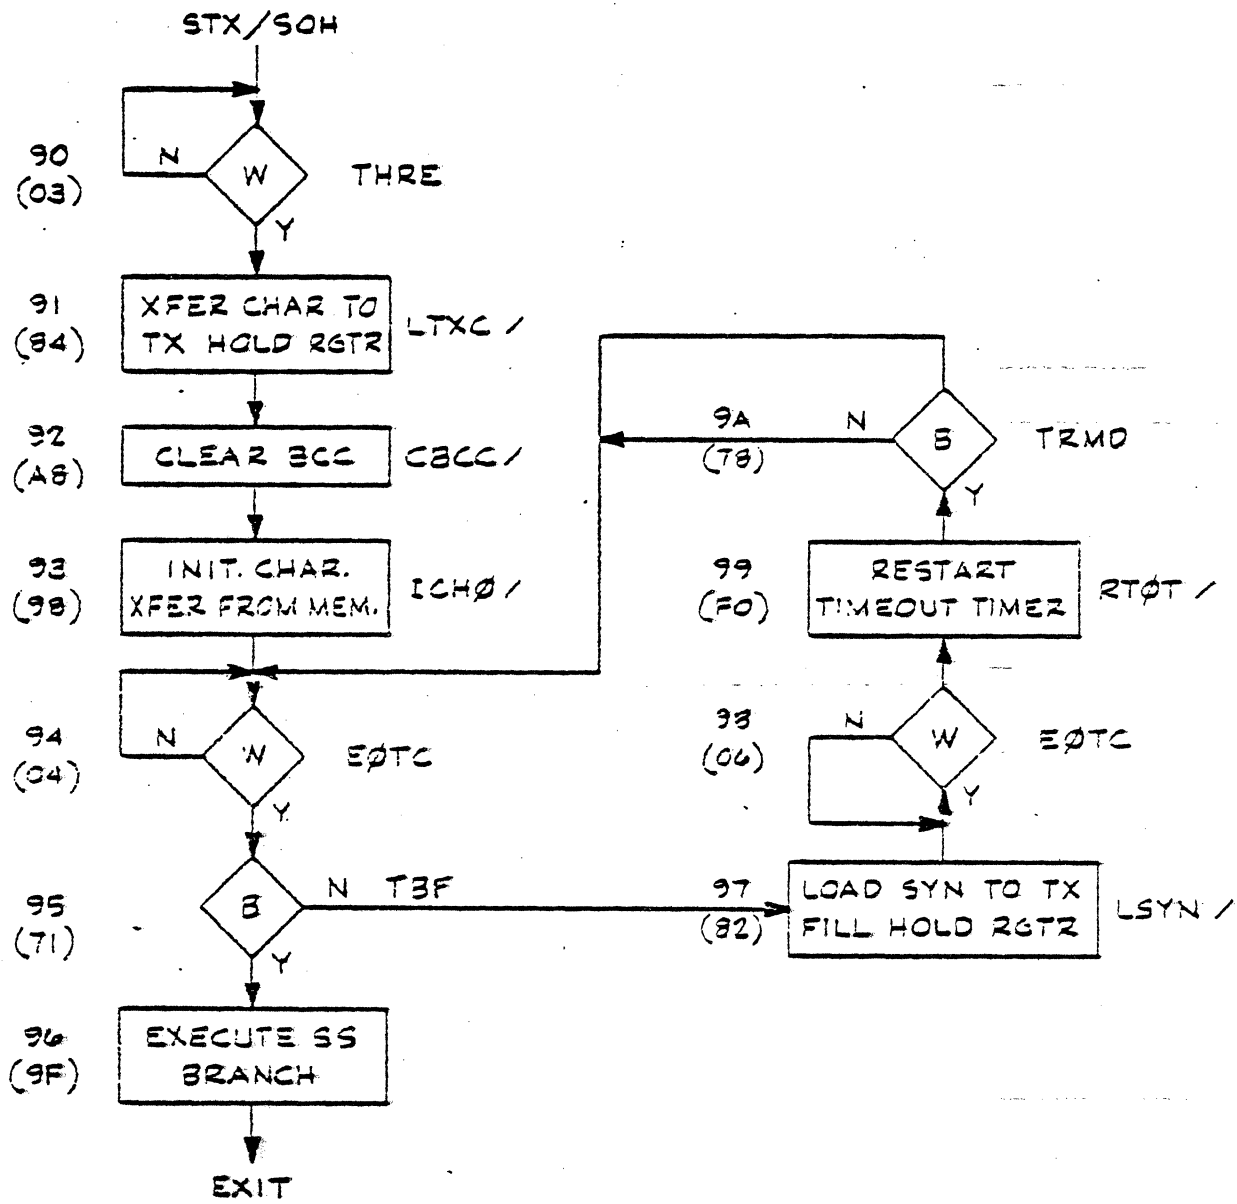 STX/SOH
90
(03)
N
W
THRE
Y
91
(84)
XFER CHAR TO
TX HOLD RGTR
LTXC /
92
(A8)
CLEAR BCC
CBCC/
93
(98)
INIT. CHAR.
XFER FROM MEM.
ICHØ /
94
(04)
N
W
EØTC
Y
95
(71)
B
N TBF
Y
96
(9F)
EXECUTE SS
BRANCH
EXIT
9A
(78)
N
B
TRMD
Y
99
(F0)
RESTART
TIMEOUT TIMER
RTØT /
98
(06)
N
W
EØTC
Y
97
(82)
LOAD SYN TO TX
FILL HOLD RGTR
LSYN /